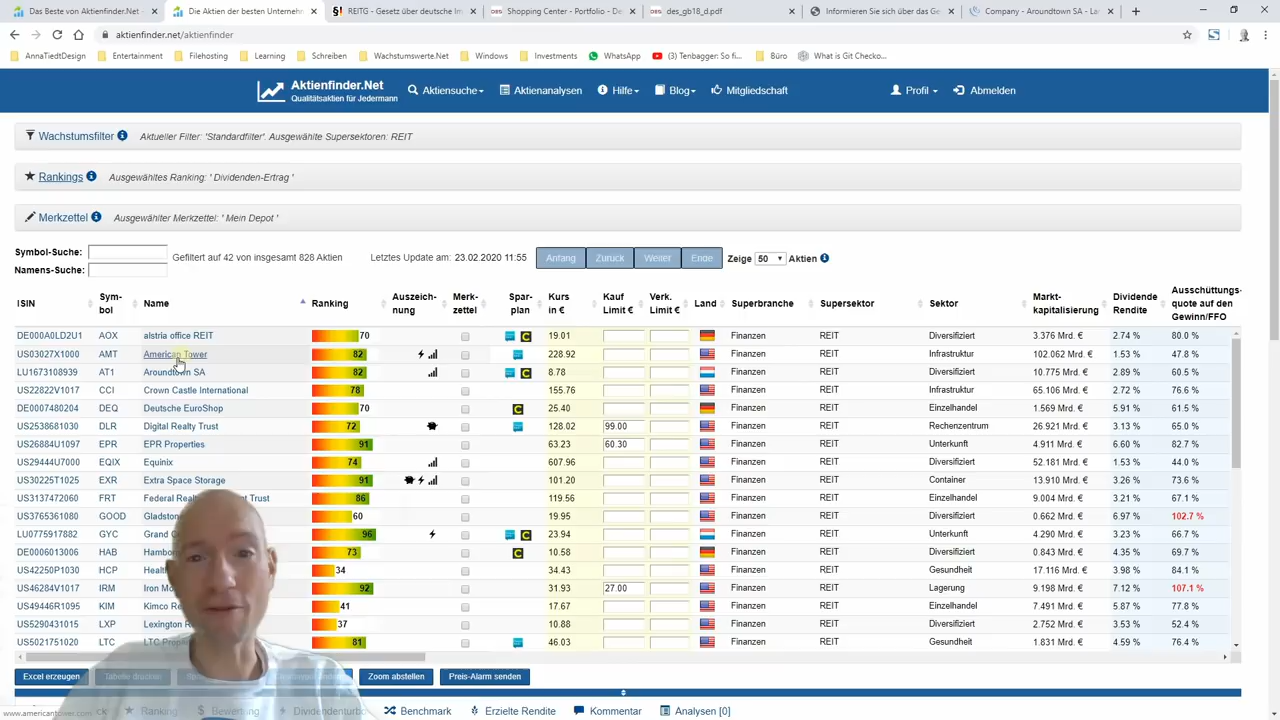 Das Beste von Aktienfinder.Net - 
Die Aktien der besten Unternehm
REITG - Gesetz über deutsche Im
Shopping Center - Portfolio - De
des_gb18_d.pdf
Informieren Sie sich über das Ge
Company - Aroundtown SA - La
aktienfinder.net/aktienfinder
AnnaTiedtDesign Entertainment Filehosting Learning Schreiben Wachstumswerte.Net Windows Investments WhatsApp (Tenbagger: So fi... Büro What is Git Checko...
Aktienfinder.Net
Qualitätsaktien für Jedermann
Aktiensuche Aktienanalysen Hilfe Blog Mitgliedschaft Profil Abmelden
Wachstumsfilter Aktueller Filter: 'Standardfilter'. Ausgewählte Supersektoren: REIT
Rankings Ausgewähltes Ranking: ' Dividenden-Ertrag '
Merkzettel Ausgewählter Merkzettel: ' Mein Depot '
Symbol-Suche:
Namens-Suche:
Gefiltert auf 42 von insgesamt 828 Aktien Letztes Update am: 23.02.2020 11:55 Anfang Zurück Weiter Ende Zeige 50 Aktien
ISIN Sym-bol Name Ranking Auszeich-nung Merk-zettel Spar-plan Kurs in € Kauf Limit € Verk. Limit € Land Superbranche Supersektor Sektor Markt-kapitalisierung Dividende Rendite Ausschüttungs-quote auf den Gewinn/FFO
DE000A0LD2U1 AOX alstria office REIT 70 19.01 Finanzen REIT Diversifiziert 3.376 Mrd. € 2.74 % 80.0 %
US03027X1000 AMT American Tower 82 228.92 Finanzen REIT Infrastruktur 102.062 Mrd. € 1.53 % 47.8 %
LU1673108939 AT1 Aroundtown SA 82 8.78 Finanzen REIT Diversifiziert 10.775 Mrd. € 2.89 % 60.5 %
US22822V1017 CCI Crown Castle International 78 155.76 Finanzen REIT Infrastruktur 65.106 Mrd. € 2.72 % 76.6 %
DE0007480204 DEQ Deutsche EuroShop 70 25.40 Finanzen REIT Einzelhandel 1.569 Mrd. € 5.91 % 61.5 %
US2538681030 DLR Digital Realty Trust 72 128.02 99.00 Finanzen REIT Rechenzentrum 26.921 Mrd. € 3.13 % 65.0 %
US26884U1097 EPR EPR Properties 91 63.23 60.30 Finanzen REIT Unterkunft 4.911 Mrd. € 6.60 % 82.7 %
US29444U7000 EQIX Equinix 74 607.96 Finanzen REIT Infrastruktur 52.181 Mrd. € 1.53 % 44.0 %
US30225T1025 EXR Extra Space Storage 91 101.20 Finanzen REIT Container 13.910 Mrd. € 3.26 % 73.6 %
US3137472060 FRT Federal Rea t Trust 86 119.56 Finanzen REIT Einzelhandel 9.004 Mrd. € 3.21 % 67.1 %
US3765361080 GOOD Gladsto 60 19.95 Finanzen REIT Diversifiziert 0.662 Mrd. € 6.97 % 102.7 %
LU0775917882 GYC Grand C 96 23.94 Finanzen REIT Unterkunft 4.290 Mrd. € 3.23 % 66.7 %
DE0006013006 HAB Hambor 73 10.58 Finanzen REIT Diversifiziert 0.843 Mrd. € 4.35 % 69.7 %
US42250P1030 HCP Healt 34 34.43 Finanzen REIT Gesundheit 17.116 Mrd. € 3.98 % 84.1 %
US46284V1017 IRM Iron Mo 92 31.93 27.00 Finanzen REIT Lagerung 9.198 Mrd. € 7.12 % 107.1 %
US49446R1095 KIM Kimco Re 41 17.67 Finanzen REIT Einzelhandel 7.491 Mrd. € 5.87 % 77.8 %
US5290431015 LXP Lexington R 37 10.88 Finanzen REIT Diversifiziert 2.752 Mrd. € 3.53 % 52.4 %
US5021751020 LTC LTC Prop 81 46.03 Finanzen REIT Gesundheit 1.831 Mrd. € 4.59 % 76.4 %
Excel erzeugen Tabelle drucken Zoom abstellen Preis-Alarm senden
www.americantower.com ck Ranking Bewertung Dividendenturbo Benchmark Erzielte Rendite Kommentar Analysen [0]